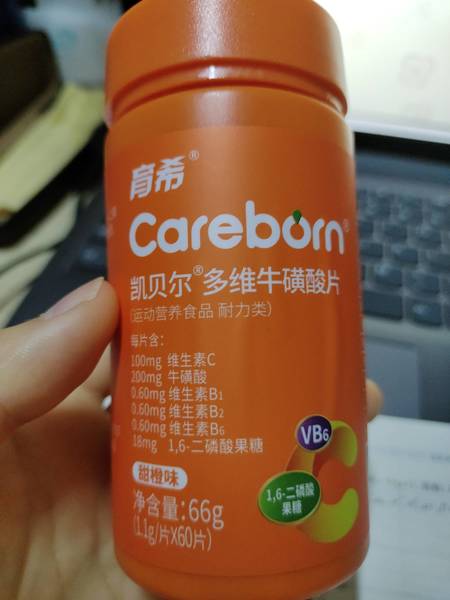 育希®
Careborn®
凯贝尔®多维牛磺酸片
(运动营养食品 耐力类)
每片含:
100mg 维生素C
200mg 牛磺酸
0.60mg 维生素B1
0.60mg 维生素B2
0.60mg 维生素B6
18mg 1,6-二磷酸果糖
VB6
甜橙味
1,6-二磷酸
果糖
净含量:66g
(1.1g/片X60片)